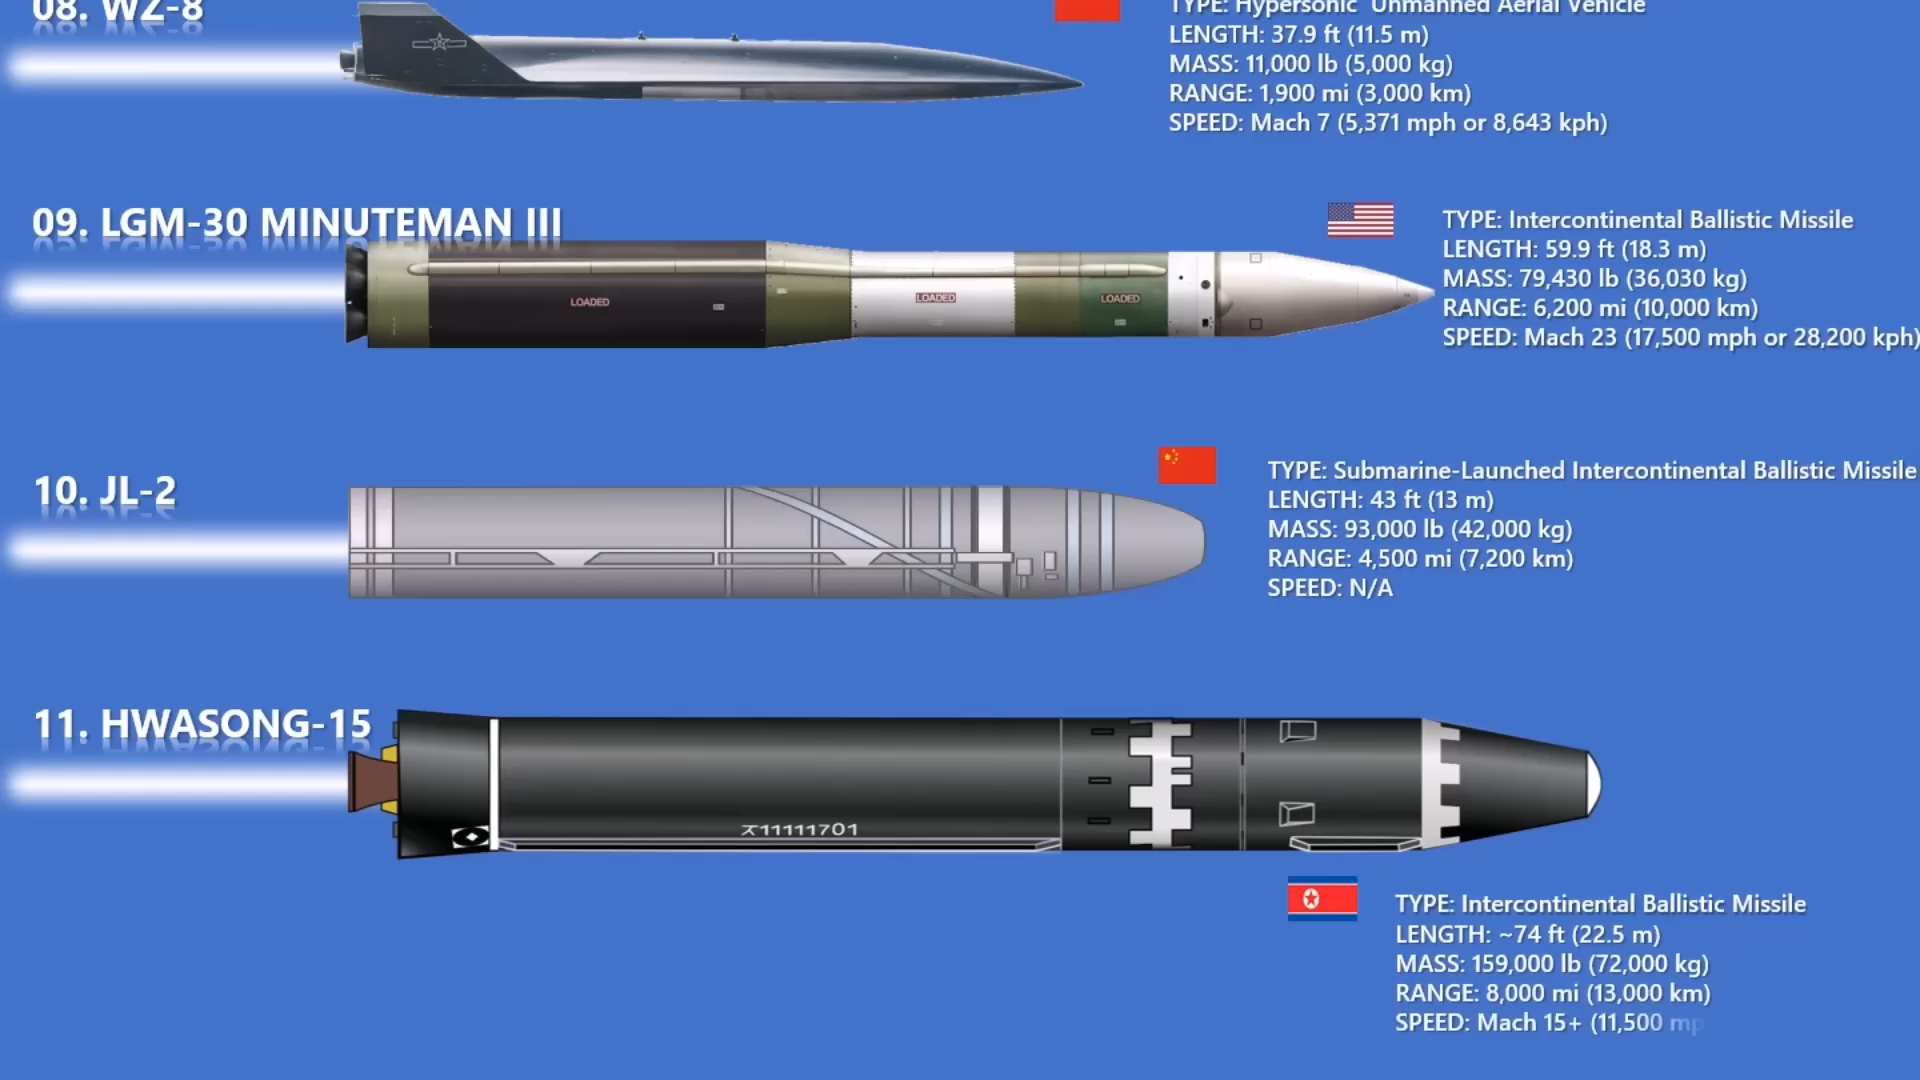 08. WZ-8
TYPE: Hypersonic Unmanned Aerial Vehicle
LENGTH: 37.9 ft (11.5 m)
MASS: 11,000 lb (5,000 kg)
RANGE: 1,900 mi (3,000 km)
SPEED: Mach 7 (5,371 mph or 8,643 kph)
09. LGM-30 MINUTEMAN III
LOADED
LOADED
LOADED
TYPE: Intercontinental Ballistic Missile
LENGTH: 59.9 ft (18.3 m)
MASS: 79,430 lb (36,030 kg)
RANGE: 6,200 mi (10,000 km)
SPEED: Mach 23 (17,500 mph or 28,200 kph)
10. JL-2
TYPE: Submarine-Launched Intercontinental Ballistic Missile
LENGTH: 43 ft (13 m)
MASS: 93,000 lb (42,000 kg)
RANGE: 4,500 mi (7,200 km)
SPEED: N/A
11. HWASONG-15
ㅈ11111701
TYPE: Intercontinental Ballistic Missile
LENGTH: ~74 ft (22.5 m)
MASS: 159,000 lb (72,000 kg)
RANGE: 8,000 mi (13,000 km)
SPEED: Mach 15+ (11,500 mp